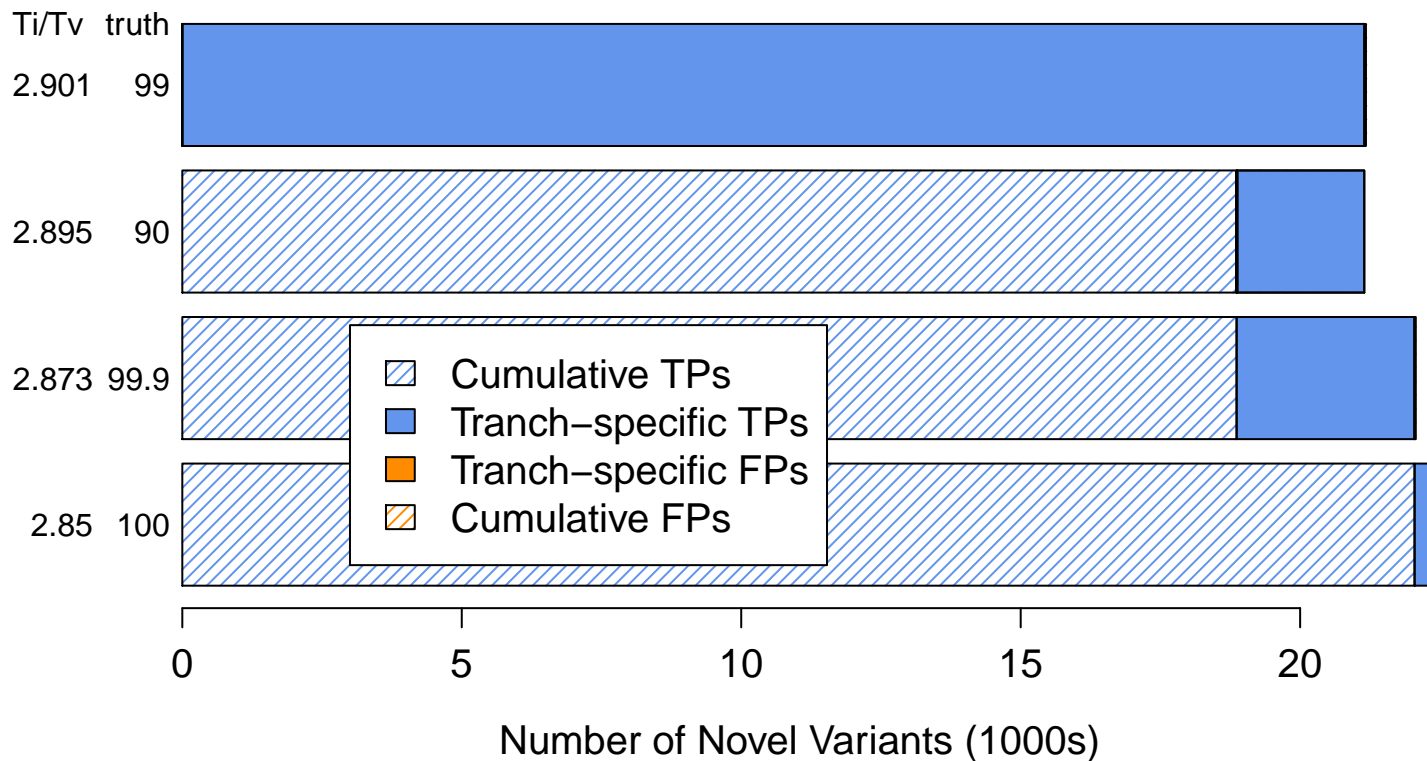 Ti/Tv truth
2.901 99
2.895 90
2.873 99.9
2.85 100
Cumulative TPs
Tranch−specific TPs
Tranch−specific FPs
Cumulative FPs
0 5 10 15 20
Number of Novel Variants (1000s)